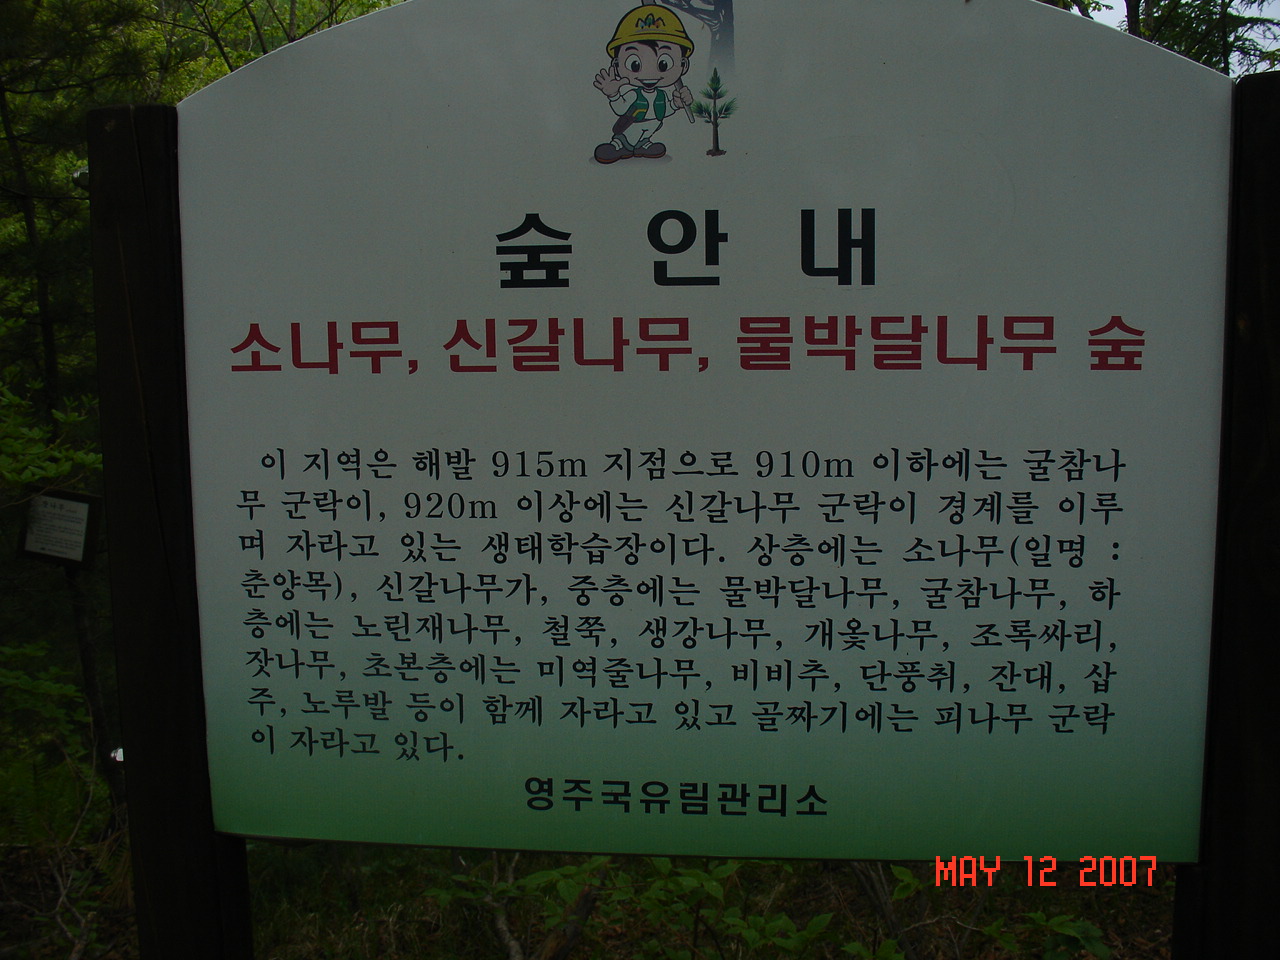 숲 안 내
소나무, 신갈나무, 물박달나무 숲
이 지역은 해발 915m 지점으로 910m 이하에는 굴참나
무 군락이, 920m 이상에는 신갈나무 군락이 경계를 이루
며 자라고 있는 생태학습장이다. 상층에는 소나무(일명 :
춘양목), 신갈나무가, 중층에는 물박달나무, 굴참나무, 하
층에는 노린재나무, 철쭉, 생강나무, 개옻나무, 조록싸리,
잣나무, 초본층에는 미역줄나무, 비비추, 단풍취, 잔대, 삽
주, 노루발 등이 함께 자라고 있고 골짜기에는 피나무 군락
이 자라고 있다.
영주국유림관리소
MAY 12 2007